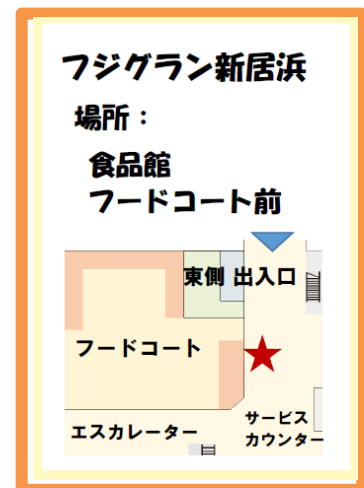 フジグラン新居浜
場所：
食品館
フードコート前
東側 出入口
フードコート
エスカレーター
サービス
カウンター